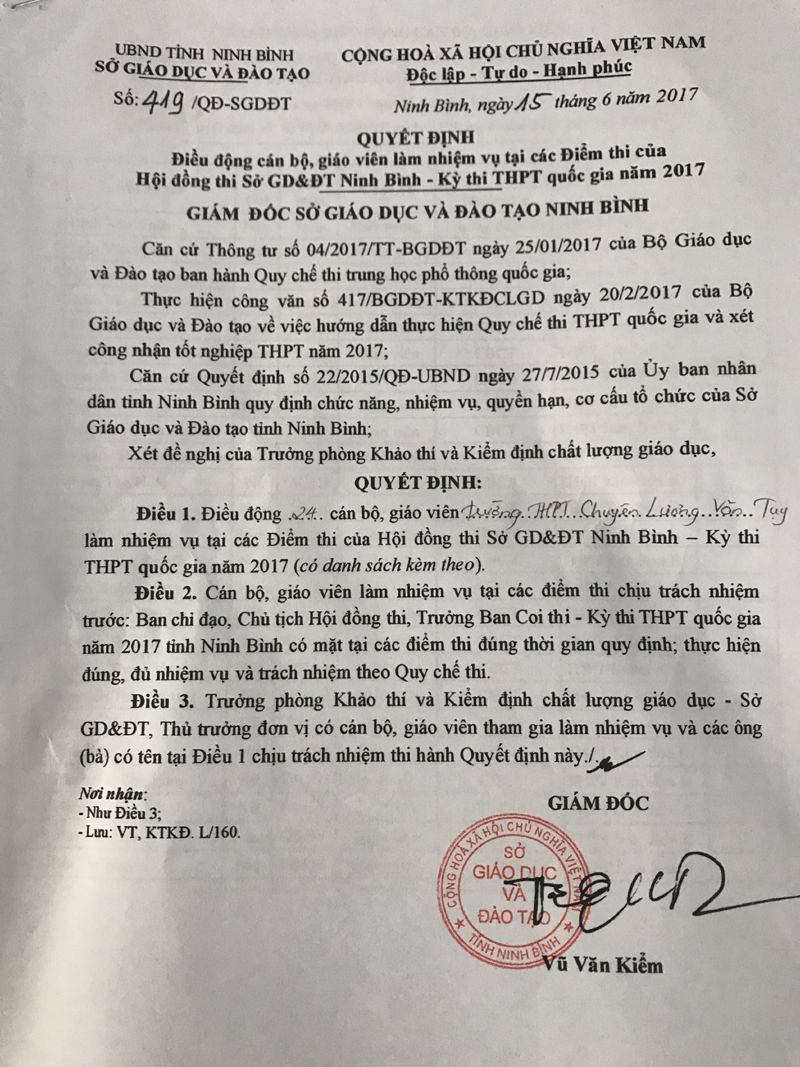 UBND TỈNH NINH BÌNH
SỞ GIÁO DỤC VÀ ĐÀO TẠO
Số: 419 /QĐ-SGDĐT
CỘNG HOÀ XÃ HỘI CHỦ NGHĨA VIỆT NAM
Độc lập - Tự do - Hạnh phúc
Ninh Bình, ngày 15 tháng 6 năm 2017
QUYẾT ĐỊNH
Điều động cán bộ, giáo viên làm nhiệm vụ tại các Điểm thi của
Hội đồng thi Sở GD&ĐT Ninh Bình - Kỳ thi THPT quốc gia năm 2017
GIÁM ĐỐC SỞ GIÁO DỤC VÀ ĐÀO TẠO NINH BÌNH
Căn cứ Thông tư số 04/2017/TT-BGDĐT ngày 25/01/2017 của Bộ Giáo dục
và Đào tạo ban hành Quy chế thi trung học phổ thông quốc gia;
Thực hiện công văn số 417/BGDĐT-KTKĐCLGD ngày 20/2/2017 của Bộ
Giáo dục và Đào tạo về việc hướng dẫn thực hiện Quy chế thi THPT quốc gia và xét
công nhận tốt nghiệp THPT năm 2017;
Căn cứ Quyết định số 22/2015/QĐ-UBND ngày 27/7/2015 của Ủy ban nhân
dân tỉnh Ninh Bình quy định chức năng, nhiệm vụ, quyền hạn, cơ cấu tổ chức của Sở
Giáo dục và Đào tạo tỉnh Ninh Bình;
Xét đề nghị của Trưởng phòng Khảo thí và Kiểm định chất lượng giáo dục,
QUYẾT ĐỊNH:
Điều 1. Điều động .24.. cán bộ, giáo viên trường THPT Chuyên Lương Văn Tuỵ
làm nhiệm vụ tại các Điểm thi của Hội đồng thi Sở GD&ĐT Ninh Bình – Kỳ thi
THPT quốc gia năm 2017 (có danh sách kèm theo).
Điều 2. Cán bộ, giáo viên làm nhiệm vụ tại các điểm thi chịu trách nhiệm
trước: Ban chỉ đạo, Chủ tịch Hội đồng thi, Trưởng Ban Coi thi - Kỳ thi THPT quốc gia
năm 2017 tỉnh Ninh Bình có mặt tại các điểm thi đúng thời gian quy định; thực hiện
đúng, đủ nhiệm vụ và trách nhiệm theo Quy chế thi.
Điều 3. Trưởng phòng Khảo thí và Kiểm định chất lượng giáo dục - Sở
GD&ĐT, Thủ trưởng đơn vị có cán bộ, giáo viên tham gia làm nhiệm vụ và các ông
(bà) có tên tại Điều 1 chịu trách nhiệm thi hành Quyết định này./.
Nơi nhận:
- Như Điều 3;
- Lưu: VT, KTKĐ. L/160.
GIÁM ĐỐC
CỘNG HOÀ XÃ HỘI CHỦ NGHĨA VIỆT NAM
SỞ
GIÁO DỤC
VÀ
ĐÀO TẠO
TỈNH NINH BÌNH
Vũ Văn Kiểm